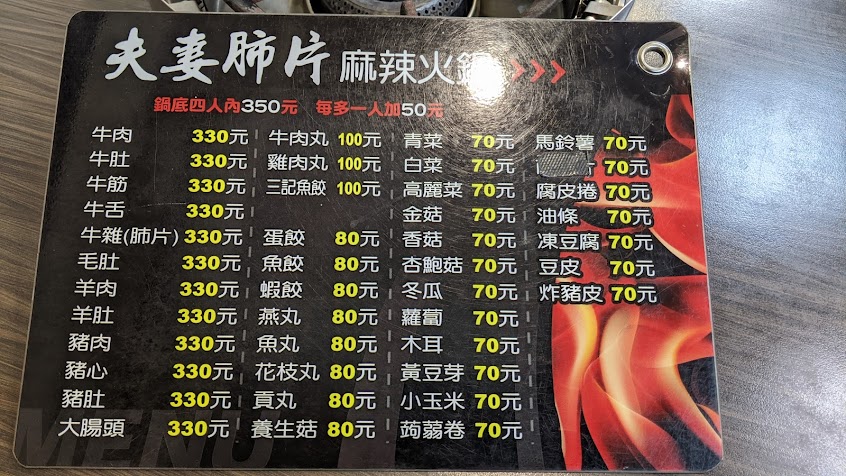 夫妻肺片 麻辣火鍋 >>>
鍋底四人內350元 每多一人加50元
牛肉 330元
牛肚 330元
牛筋 330元
牛舌 330元
牛雜(肺片) 330元
毛肚 330元
羊肉 330元
羊肚 330元
豬肉 330元
豬心 330元
豬肚 330元
大腸頭 330元
牛肉丸 100元
雞肉丸 100元
三記魚餃 100元
蛋餃 80元
魚餃 80元
蝦餃 80元
燕丸 80元
魚丸 80元
花枝丸 80元
貢丸 80元
養生菇 80元
青菜 70元
白菜 70元
高麗菜 70元
金菇 70元
香菇 70元
杏鮑菇 70元
冬瓜 70元
蘿蔔 70元
木耳 70元
黃豆芽 70元
小玉米 70元
蒟蒻卷 70元
馬鈴薯 70元
70元
腐皮捲 70元
油條 70元
凍豆腐 70元
豆皮 70元
炸豬皮 70元
MENU